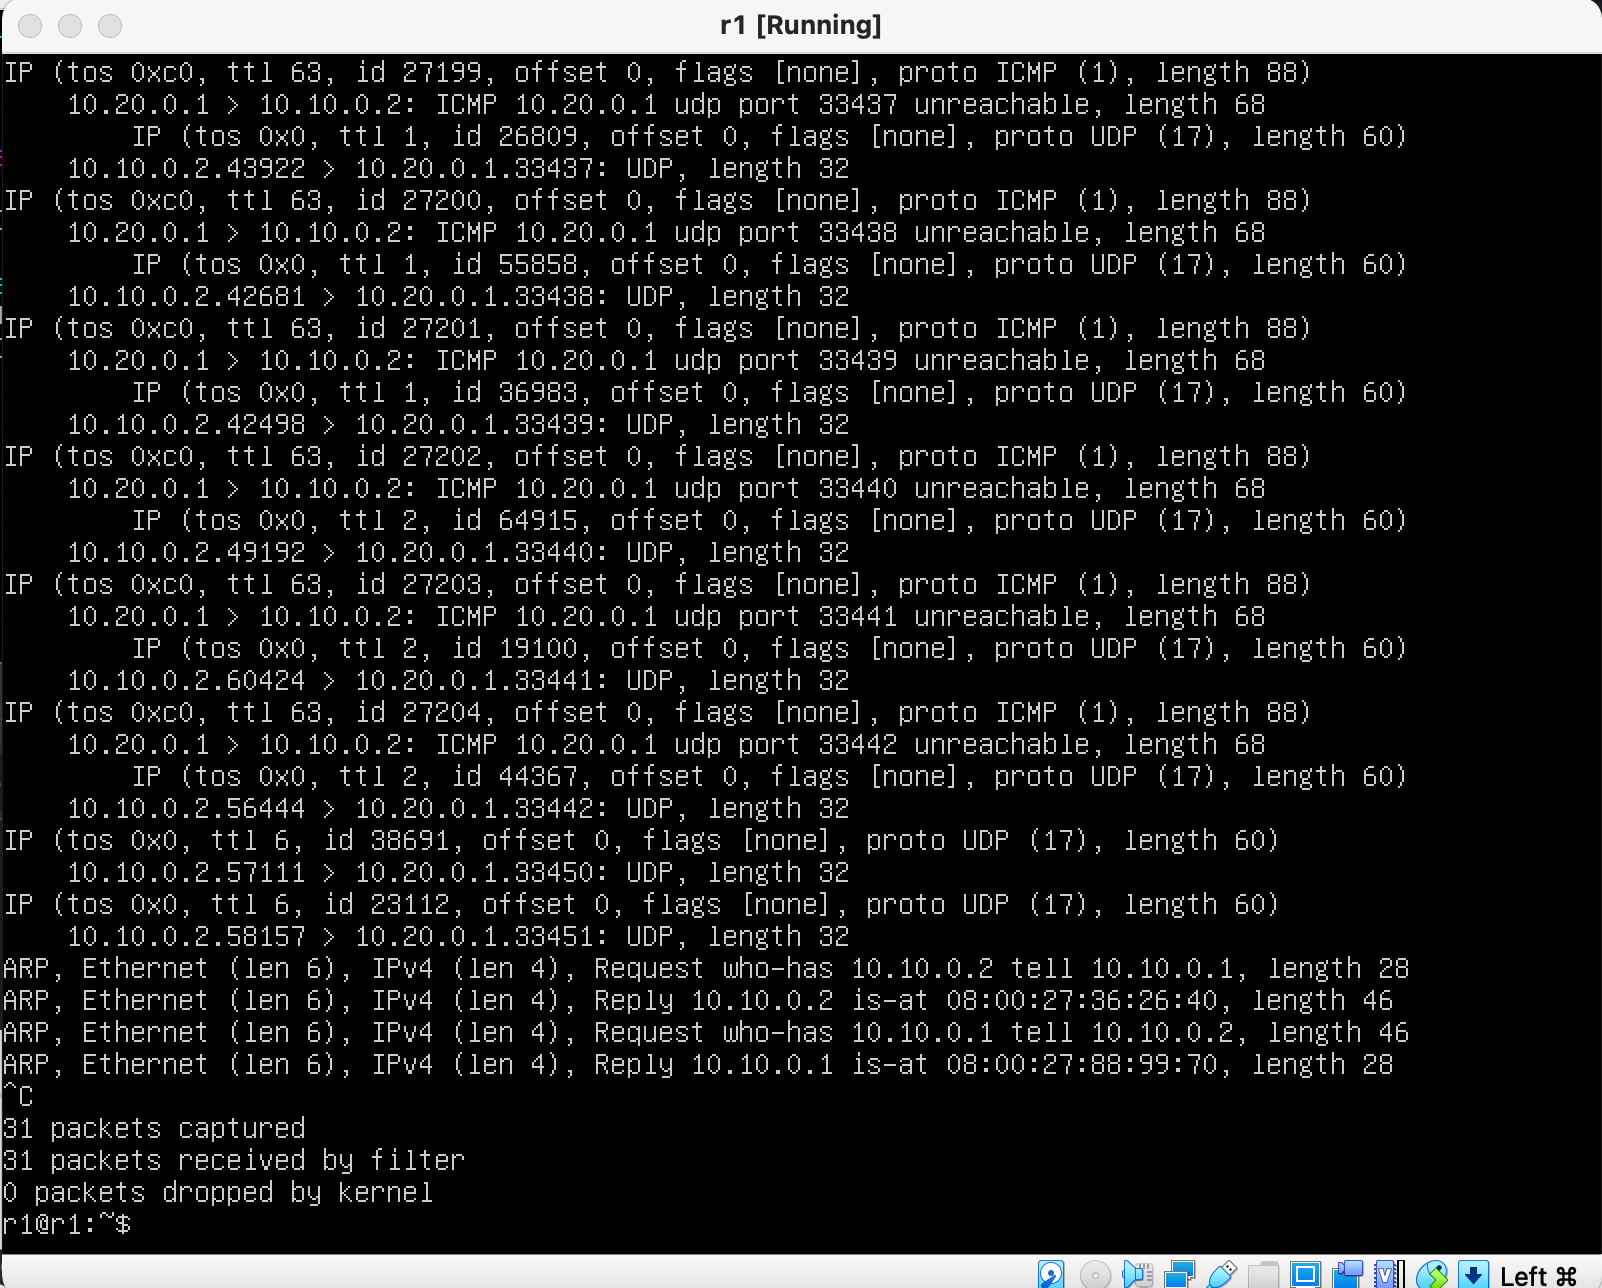 r1 [Running]
IP (tos 0xc0, ttl 63, id 27199, offset 0, flags [none], proto ICMP (1), length 88)
    10.20.0.1 > 10.10.0.2: ICMP 10.20.0.1 udp port 33437 unreachable, length 68
        IP (tos 0x0, ttl 1, id 26809, offset 0, flags [none], proto UDP (17), length 60)
    10.10.0.2.43922 > 10.20.0.1.33437: UDP, length 32
IP (tos 0xc0, ttl 63, id 27200, offset 0, flags [none], proto ICMP (1), length 88)
    10.20.0.1 > 10.10.0.2: ICMP 10.20.0.1 udp port 33438 unreachable, length 68
        IP (tos 0x0, ttl 1, id 55858, offset 0, flags [none], proto UDP (17), length 60)
    10.10.0.2.42681 > 10.20.0.1.33438: UDP, length 32
IP (tos 0xc0, ttl 63, id 27201, offset 0, flags [none], proto ICMP (1), length 88)
    10.20.0.1 > 10.10.0.2: ICMP 10.20.0.1 udp port 33439 unreachable, length 68
        IP (tos 0x0, ttl 1, id 36983, offset 0, flags [none], proto UDP (17), length 60)
    10.10.0.2.42498 > 10.20.0.1.33439: UDP, length 32
IP (tos 0xc0, ttl 63, id 27202, offset 0, flags [none], proto ICMP (1), length 88)
    10.20.0.1 > 10.10.0.2: ICMP 10.20.0.1 udp port 33440 unreachable, length 68
        IP (tos 0x0, ttl 2, id 64915, offset 0, flags [none], proto UDP (17), length 60)
    10.10.0.2.49192 > 10.20.0.1.33440: UDP, length 32
IP (tos 0xc0, ttl 63, id 27203, offset 0, flags [none], proto ICMP (1), length 88)
    10.20.0.1 > 10.10.0.2: ICMP 10.20.0.1 udp port 33441 unreachable, length 68
        IP (tos 0x0, ttl 2, id 19100, offset 0, flags [none], proto UDP (17), length 60)
    10.10.0.2.60424 > 10.20.0.1.33441: UDP, length 32
IP (tos 0xc0, ttl 63, id 27204, offset 0, flags [none], proto ICMP (1), length 88)
    10.20.0.1 > 10.10.0.2: ICMP 10.20.0.1 udp port 33442 unreachable, length 68
        IP (tos 0x0, ttl 2, id 44367, offset 0, flags [none], proto UDP (17), length 60)
    10.10.0.2.56444 > 10.20.0.1.33442: UDP, length 32
IP (tos 0x0, ttl 6, id 38691, offset 0, flags [none], proto UDP (17), length 60)
    10.10.0.2.57111 > 10.20.0.1.33450: UDP, length 32
IP (tos 0x0, ttl 6, id 23112, offset 0, flags [none], proto UDP (17), length 60)
    10.10.0.2.58157 > 10.20.0.1.33451: UDP, length 32
ARP, Ethernet (len 6), IPv4 (len 4), Request who-has 10.10.0.2 tell 10.10.0.1, length 28
ARP, Ethernet (len 6), IPv4 (len 4), Reply 10.10.0.2 is-at 08:00:27:36:26:40, length 46
ARP, Ethernet (len 6), IPv4 (len 4), Request who-has 10.10.0.1 tell 10.10.0.2, length 46
ARP, Ethernet (len 6), IPv4 (len 4), Reply 10.10.0.1 is-at 08:00:27:88:99:70, length 28
^C
31 packets captured
31 packets received by filter
0 packets dropped by kernel
r1@r1:~$
Left ⌘